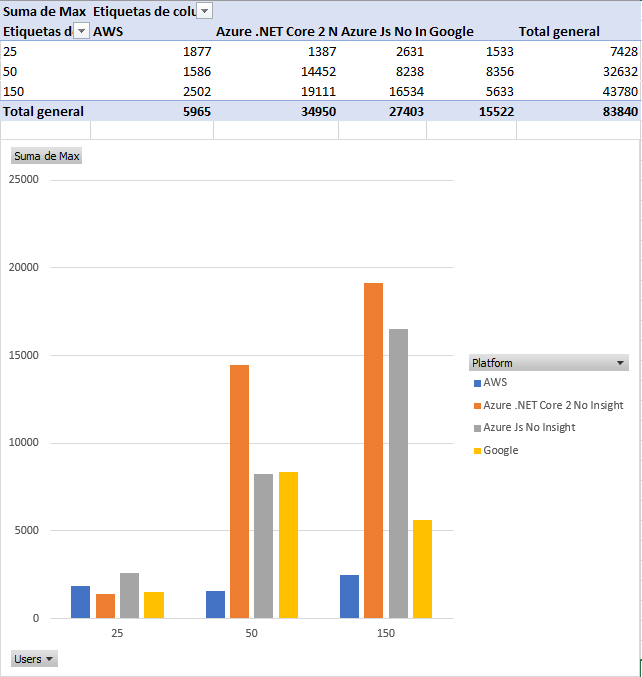 Suma de Max Etiquetas de colu
Etiquetas d AWS Azure .NET Core 2 N Azure Js No In Google Total general
25 1877 1387 2631 1533 7428
50 1586 14452 8238 8356 32632
150 2502 19111 16534 5633 43780
Total general 5965 34950 27403 15522 83840
Suma de Max
25000
20000
15000
10000
5000
0
25 50 150
Platform
AWS
Azure .NET Core 2 No Insight
Azure Js No Insight
Google
Users